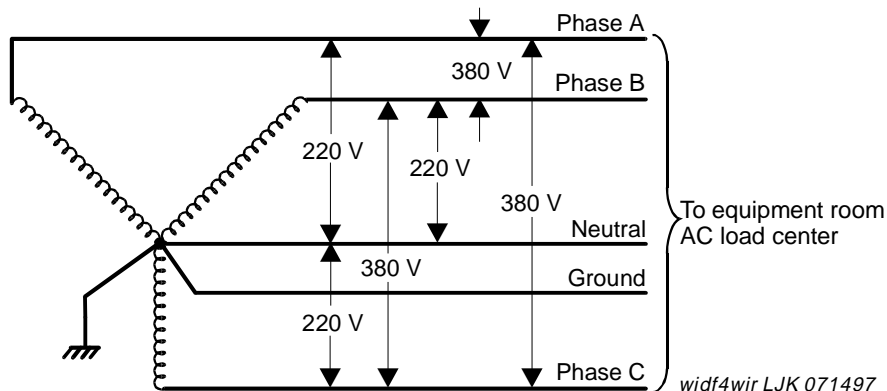 Phase A
380 V
Phase B
220 V
220 V
380 V
To equipment room
AC load center
Neutral
380 V
Ground
220 V
Phase C
widf4wir LJK 071497